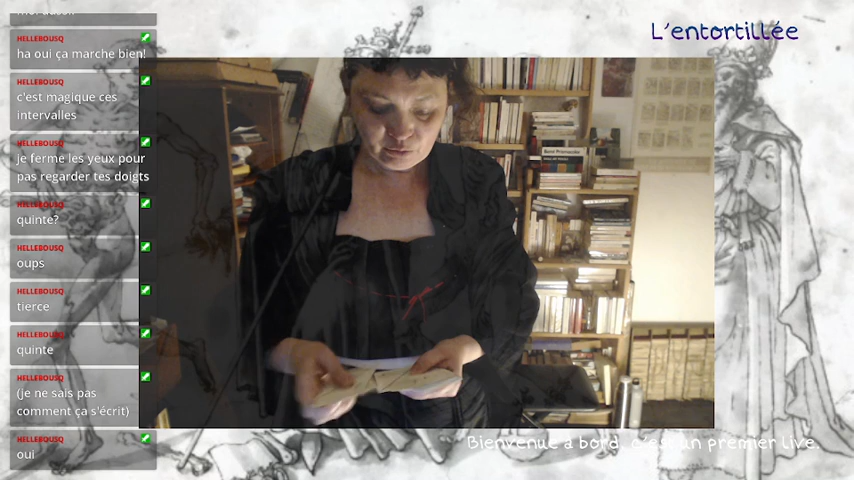 L'entortillée
HELLEBOUSQ
ha oui ça marche bien!
HELLEBOUSQ
c'est magique ces
intervalles
HELLEBOUSQ
je ferme les yeux pour
pas regarder tes doigts
HELLEBOUSQ
quinte?
HELLEBOUSQ
oups
HELLEBOUSQ
tierce
HELLEBOUSQ
quinte
HELLEBOUSQ
(je ne sais pas
comment ça s'écrit)
HELLEBOUSQ
oui
Bienvenue à bord, c'est un premier live.